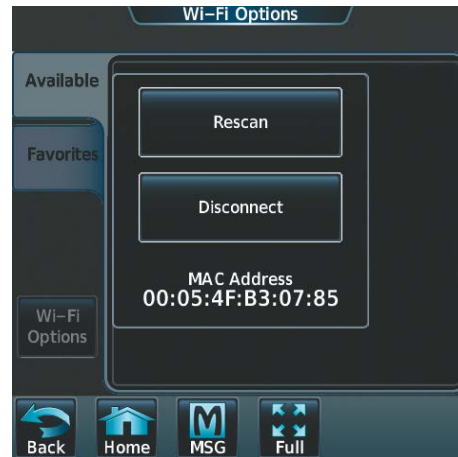 Wi-Fi Options
Available
Favorites
Rescan
Disconnect
MAC Address
00:05:4F:B3:07:85
Wi-Fi
Options
Back
Home
MSG
Full